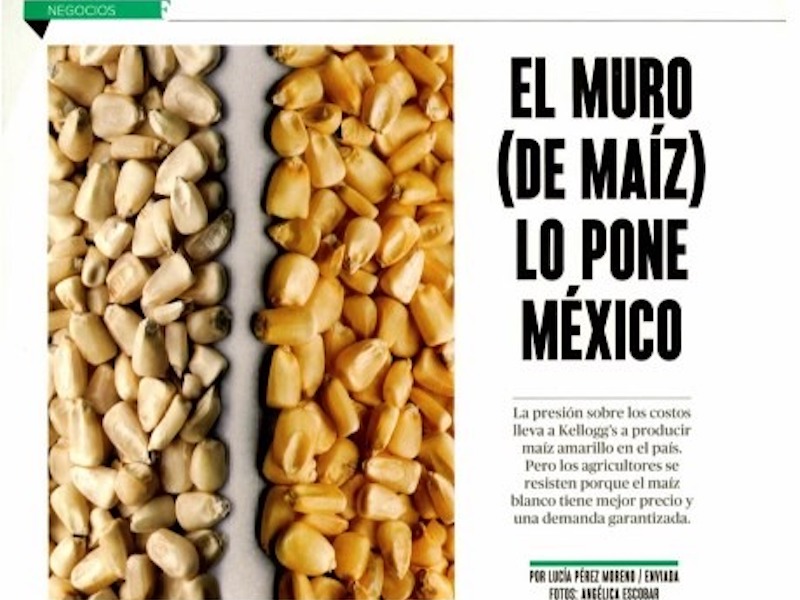 NEGOCIOS
EL MURO
(DE MAÍZ)
LO PONE
MÉXICO
La presión sobre los costos
lleva a Kellogg's a producir
maíz amarillo en el país.
Pero los agricultores se
resisten porque el maíz
blanco tiene mejor precio y
una demanda garantizada.
POR LUCÍA PÉREZ MORENO / ENVIADA
FOTOS: ANGÉLICA ESCOBAR